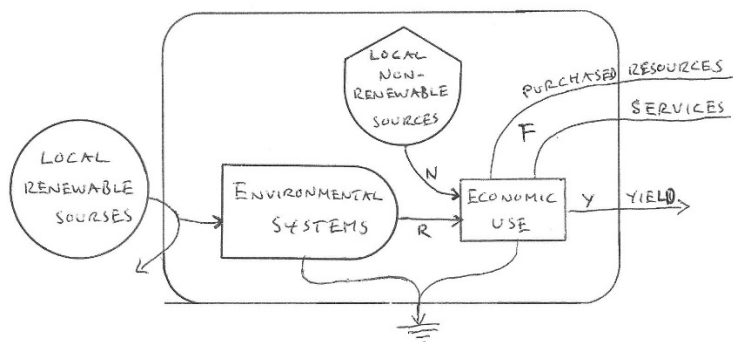 LOCAL
NON-
RENEWABLE
SOURCES
PURCHASED RESOURCES
F
SERVICES
LOCAL
RENEWABLE
SOURSES
ENVIRONMENTAL
SYSTEMS
N
R
ECONOMIC
USE
Y YIELD